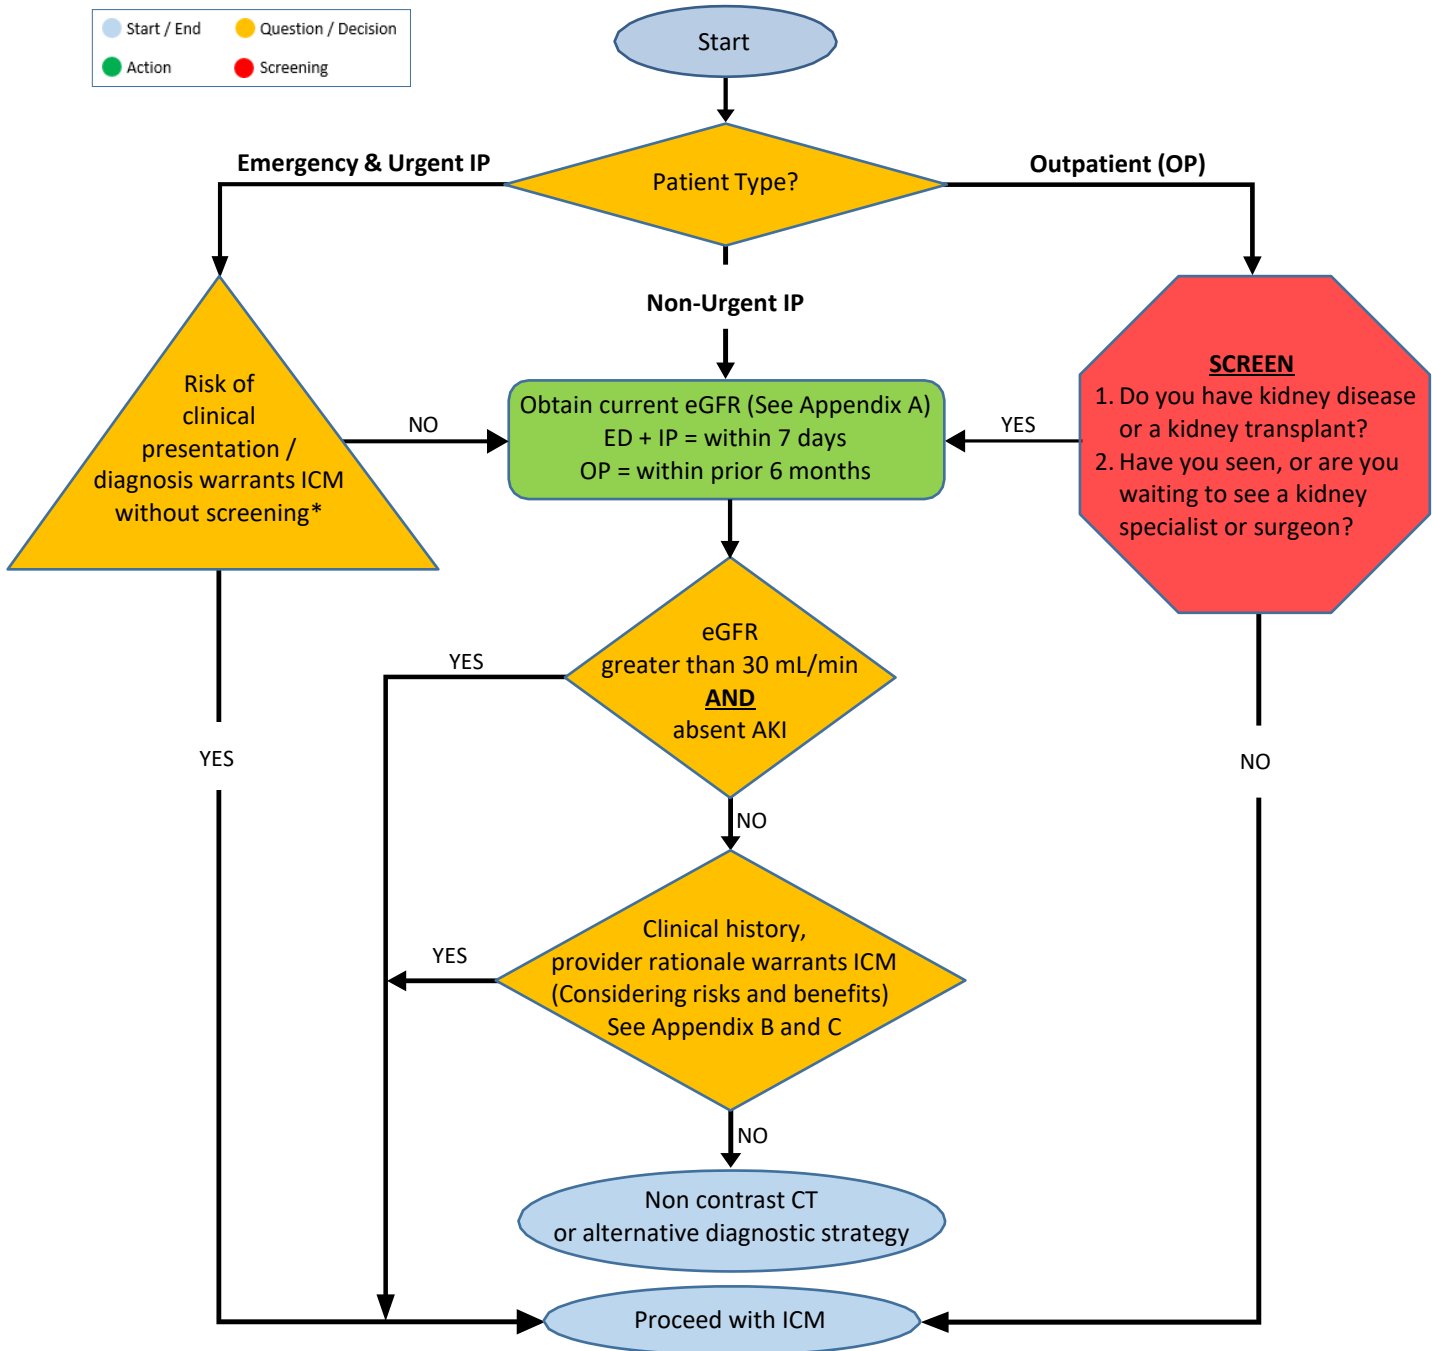 Start / End
Question / Decision
Action
Screening
Start
Emergency & Urgent IP
Patient Type?
Outpatient (OP)
Non-Urgent IP
Risk of
clinical
presentation /
diagnosis warrants ICM
without screening*
NO
Obtain current eGFR (See Appendix A)
ED + IP = within 7 days
OP = within prior 6 months
YES
SCREEN
1. Do you have kidney disease
or a kidney transplant?
2. Have you seen, or are you
waiting to see a kidney
specialist or surgeon?
eGFR
greater than 30 mL/min
AND
absent AKI
YES
YES
NO
NO
Clinical history,
provider rationale warrants ICM
(Considering risks and benefits)
See Appendix B and C
YES
NO
Non contrast CT
or alternative diagnostic strategy
Proceed with ICM